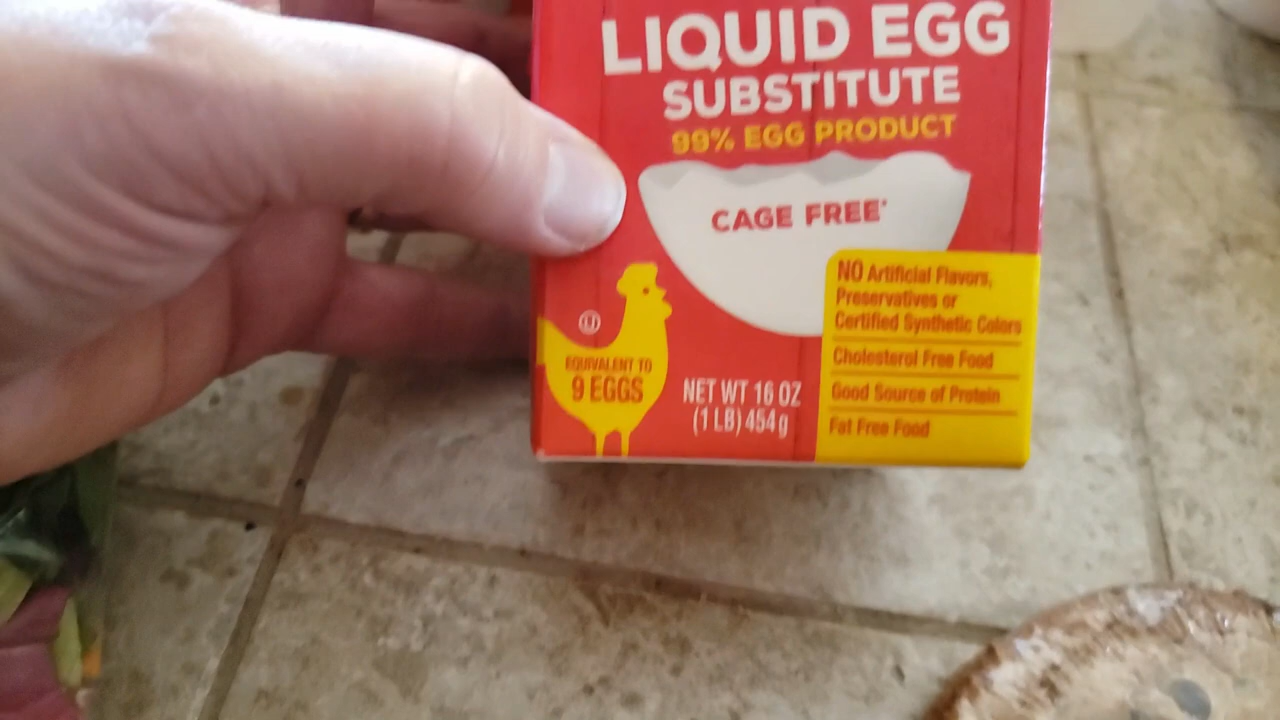 LIQUID EGG
SUBSTITUTE
99% EGG PRODUCT
CAGE FREE*
NO Artificial Flavors,
Preservatives or
Certified Synthetic Colors
Cholesterol Free Food
Good Source of Protein
Fat Free Food
U
EQUIVALENT TO
9 EGGS
NET WT 16 OZ
(1 LB) 454g